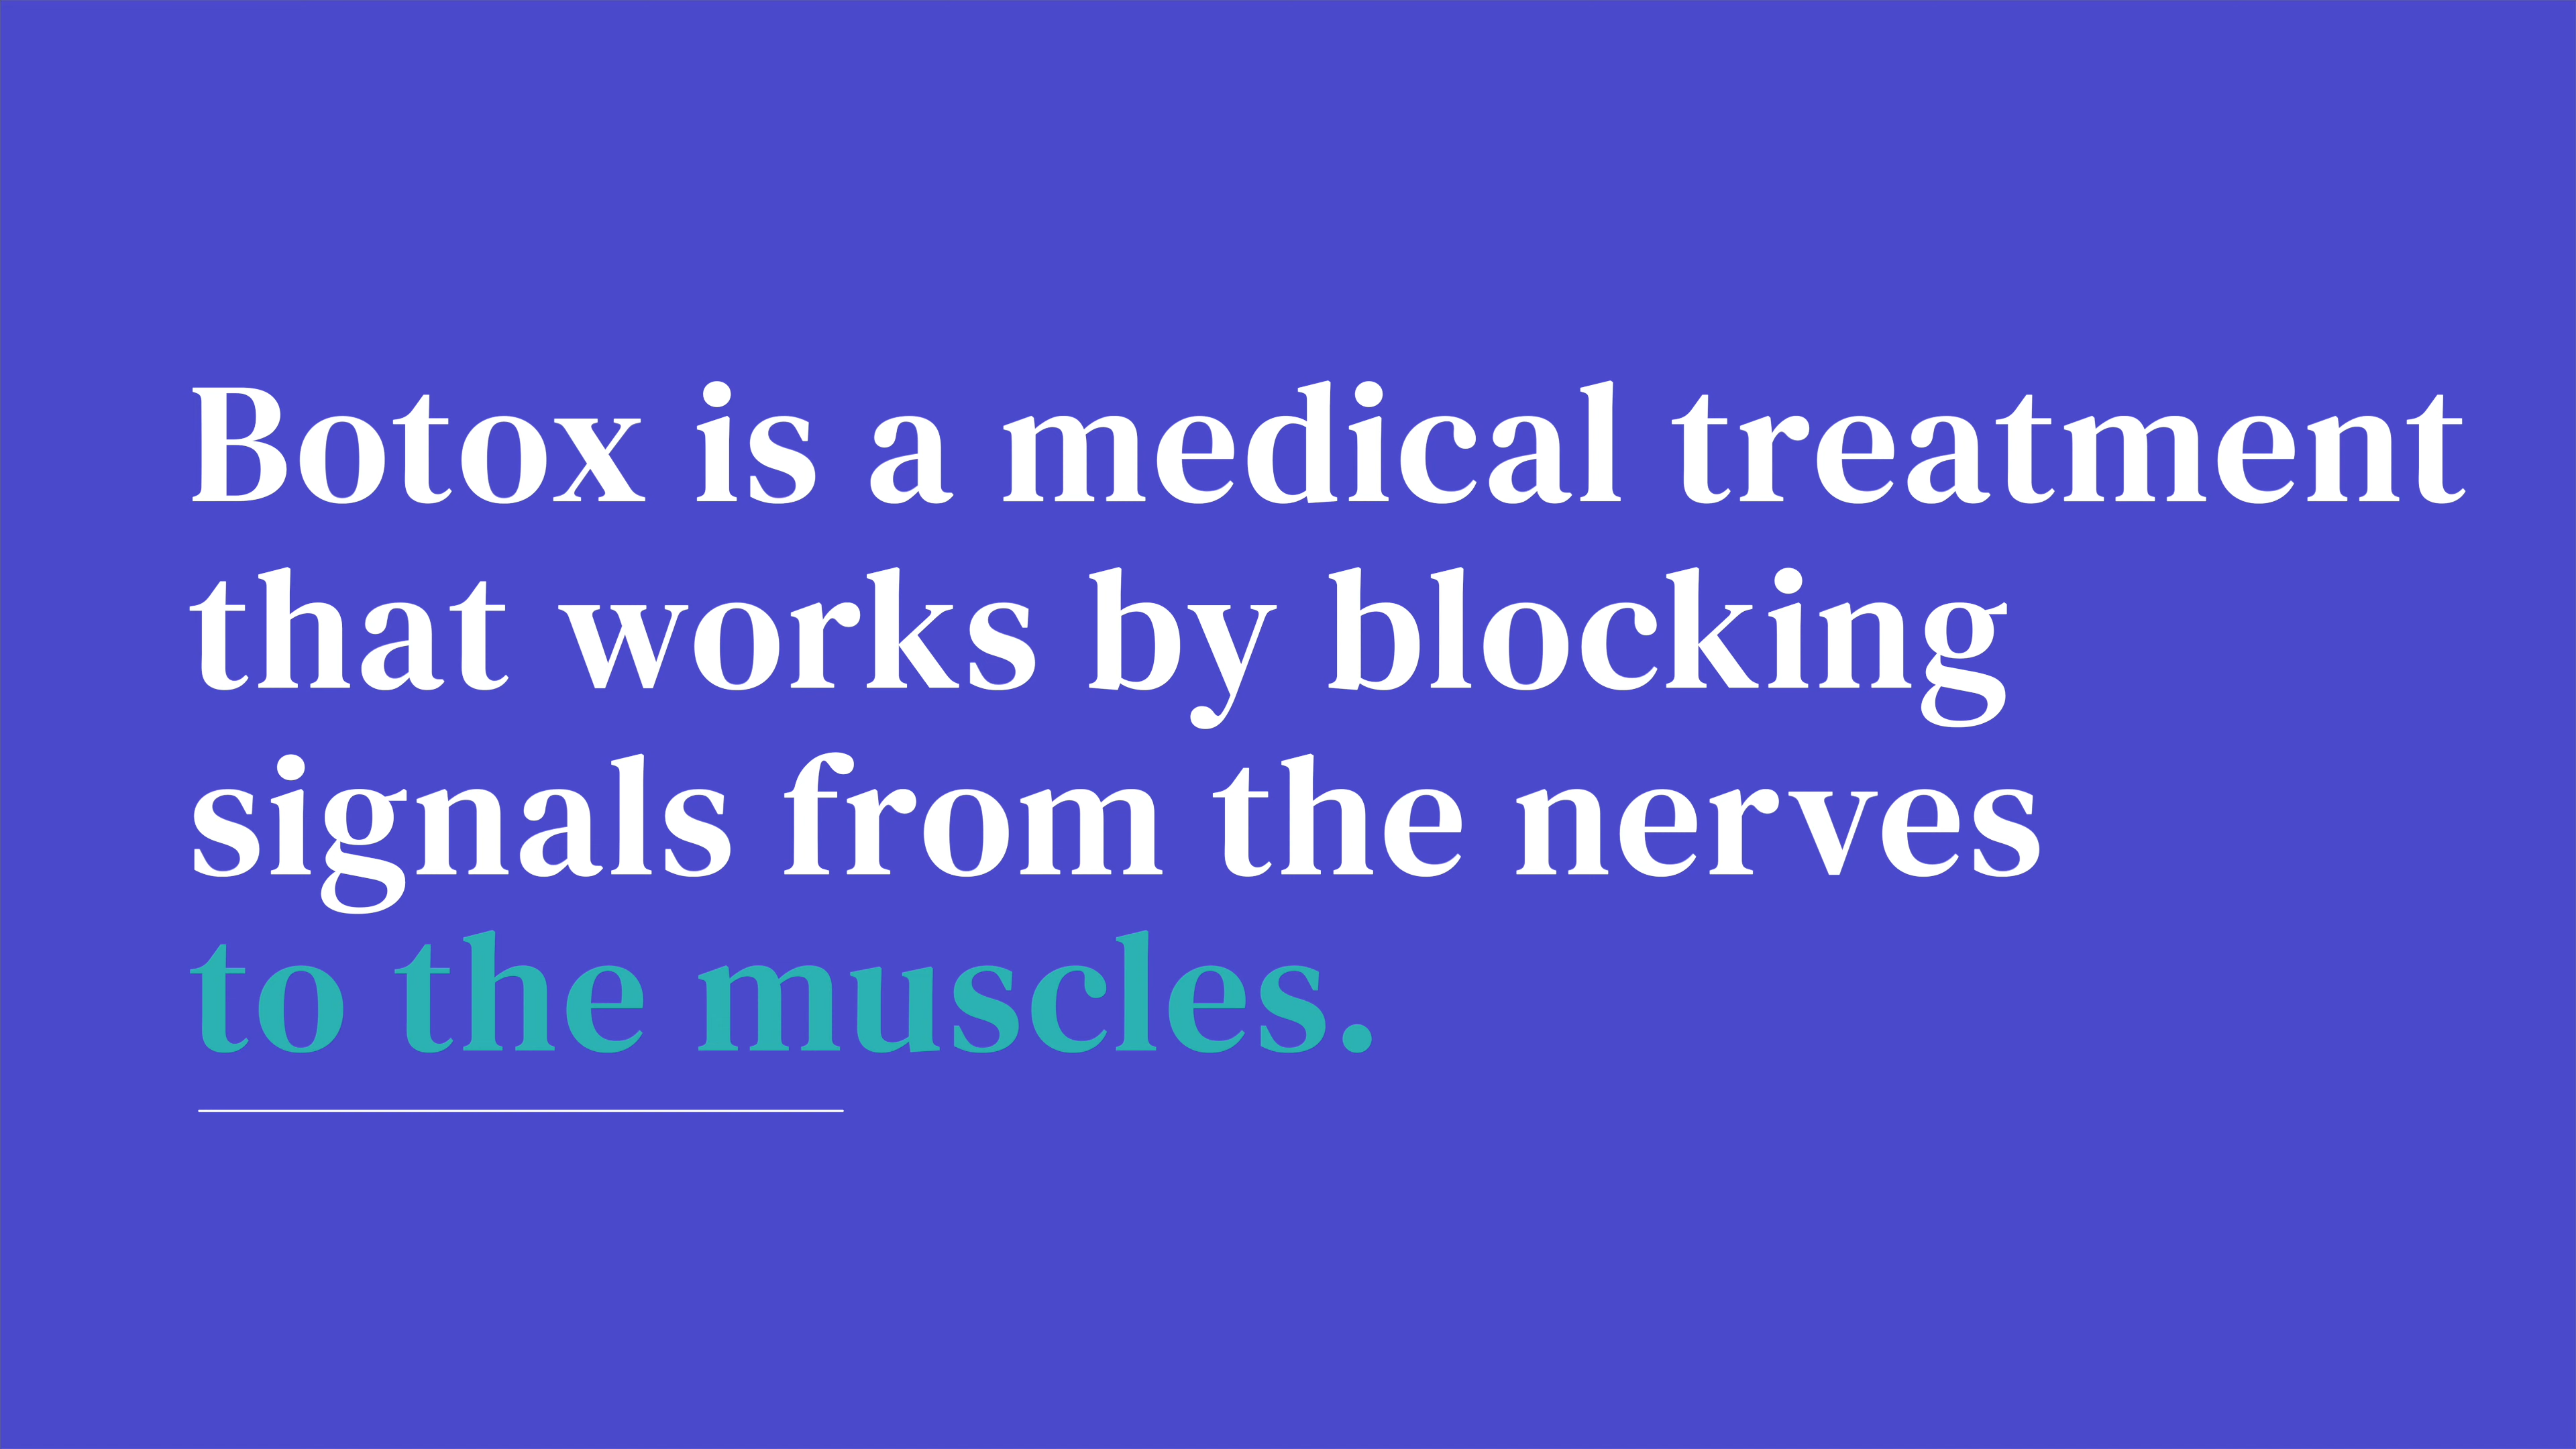 Botox is a medical treatment
that works by blocking
signals from the nerves
to the muscles.